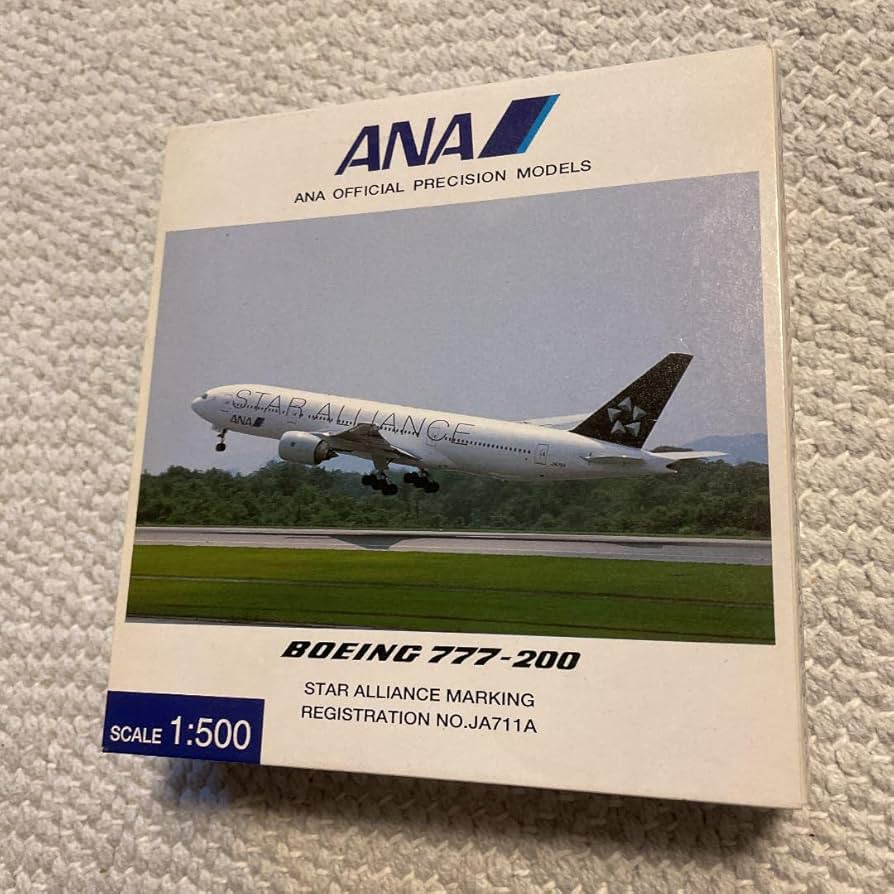 ANA
ANA OFFICIAL PRECISION MODELS
STAR ALLIANCE
ANA
BOEING 777-200
STAR ALLIANCE MARKING
REGISTRATION NO.JA711A
SCALE 1:500